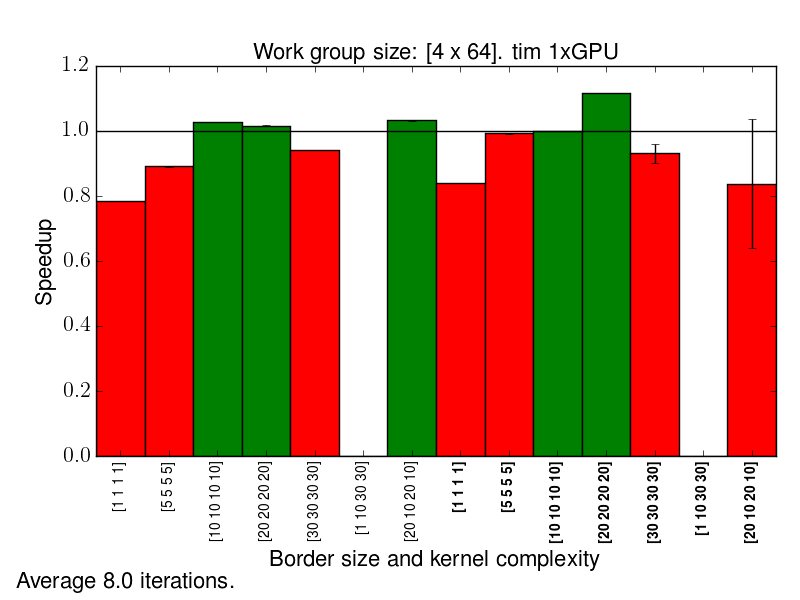 Work group size: [4 x 64]. tim 1xGPU
1.2
1.0
0.8
0.6
0.4
0.2
0.0
Speedup
[1 1 1 1]
[5 5 5 5]
[10 10 10 10]
[20 20 20 20]
[30 30 30 30]
[1 10 30 30]
[20 10 20 10]
[1 1 1 1]
[5 5 5 5]
[10 10 10 10]
[20 20 20 20]
[30 30 30 30]
[1 10 30 30]
[20 10 20 10]
Border size and kernel complexity
Average 8.0 iterations.